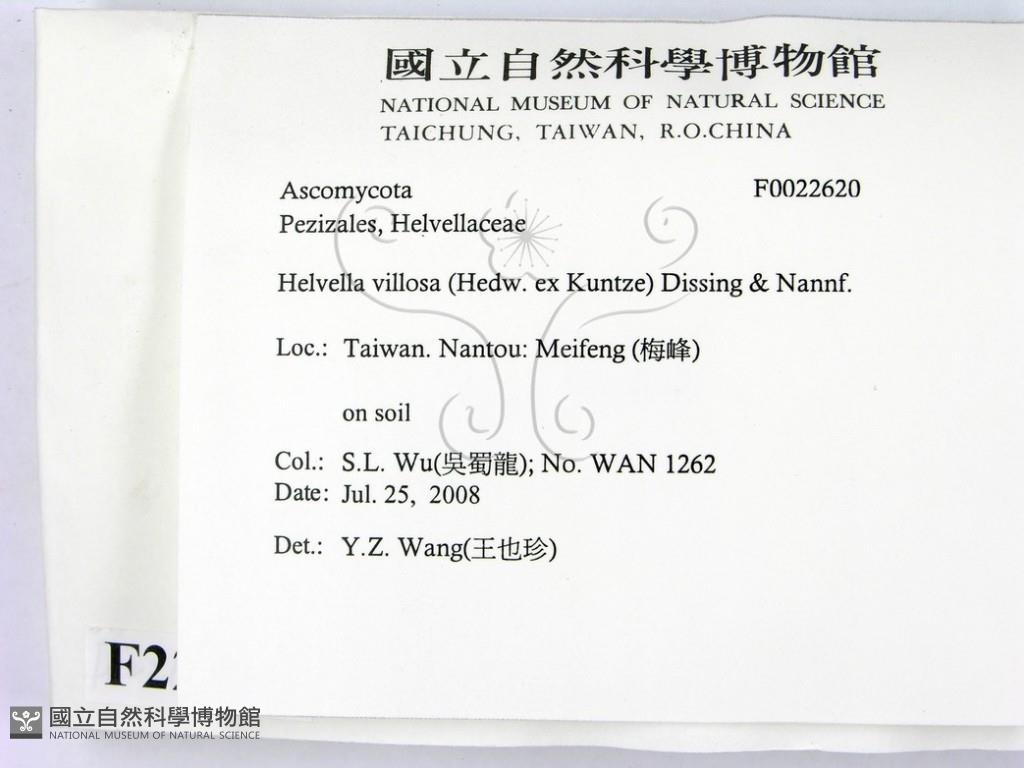 國立自然科學博物館
NATIONAL MUSEUM OF NATURAL SCIENCE
TAICHUNG, TAIWAN, R.O.CHINA
Ascomycota F0022620
Pezizales, Helvellaceae
Helvella villosa (Hedw. ex Kuntze) Dissing & Nannf.
Loc.: Taiwan. Nantou: Meifeng (梅峰)
on soil
Col.: S.L. Wu(吳蜀龍); No. WAN 1262
Date: Jul. 25, 2008
Det.: Y.Z. Wang(王也珍)
F22
國立自然科學博物館
NATIONAL MUSEUM OF NATURAL SCIENCE